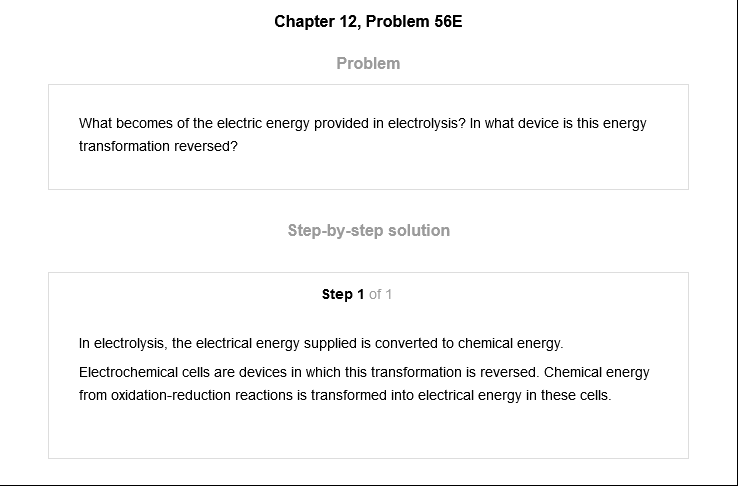 Chapter 12, Problem 56E
Problem
What becomes of the electric energy provided in electrolysis? In what device is this energy
transformation reversed?
Step-by-step solution
Step 1 of 1
In electrolysis, the electrical energy supplied is converted to chemical energy.
Electrochemical cells are devices in which this transformation is reversed. Chemical energy
from oxidation-reduction reactions is transformed into electrical energy in these cells.